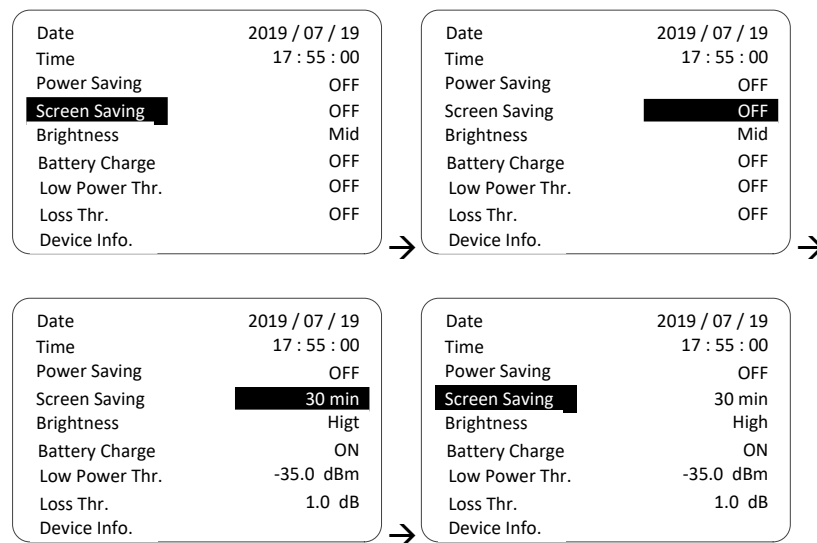 Date 2019 / 07 / 19
Time 17 : 55 : 00
Power Saving OFF
Screen Saving OFF
Brightness Mid
Battery Charge OFF
Low Power Thr. OFF
Loss Thr. OFF
Device Info.
→
Date 2019 / 07 / 19
Time 17 : 55 : 00
Power Saving OFF
Screen Saving OFF
Brightness Mid
Battery Charge OFF
Low Power Thr. OFF
Loss Thr. OFF
Device Info.
→
Date 2019 / 07 / 19
Time 17 : 55 : 00
Power Saving OFF
Screen Saving 30 min
Brightness Higt
Battery Charge ON
Low Power Thr. -35.0 dBm
Loss Thr. 1.0 dB
Device Info.
→
Date 2019 / 07 / 19
Time 17 : 55 : 00
Power Saving OFF
Screen Saving 30 min
Brightness High
Battery Charge ON
Low Power Thr. -35.0 dBm
Loss Thr. 1.0 dB
Device Info.